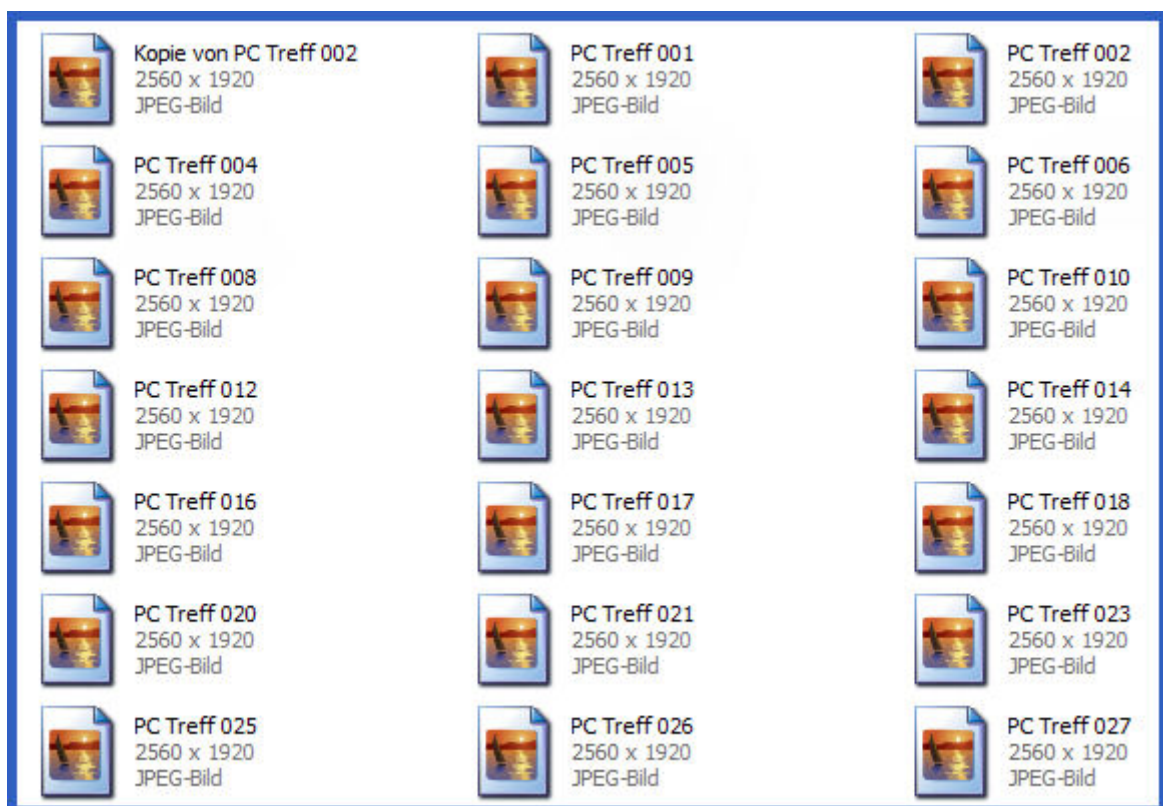 Kopie von PC Treff 002
2560 x 1920
JPEG-Bild
PC Treff 001
2560 x 1920
JPEG-Bild
PC Treff 002
2560 x 1920
JPEG-Bild
PC Treff 004
2560 x 1920
JPEG-Bild
PC Treff 005
2560 x 1920
JPEG-Bild
PC Treff 006
2560 x 1920
JPEG-Bild
PC Treff 008
2560 x 1920
JPEG-Bild
PC Treff 009
2560 x 1920
JPEG-Bild
PC Treff 010
2560 x 1920
JPEG-Bild
PC Treff 012
2560 x 1920
JPEG-Bild
PC Treff 013
2560 x 1920
JPEG-Bild
PC Treff 014
2560 x 1920
JPEG-Bild
PC Treff 016
2560 x 1920
JPEG-Bild
PC Treff 017
2560 x 1920
JPEG-Bild
PC Treff 018
2560 x 1920
JPEG-Bild
PC Treff 020
2560 x 1920
JPEG-Bild
PC Treff 021
2560 x 1920
JPEG-Bild
PC Treff 023
2560 x 1920
JPEG-Bild
PC Treff 025
2560 x 1920
JPEG-Bild
PC Treff 026
2560 x 1920
JPEG-Bild
PC Treff 027
2560 x 1920
JPEG-Bild